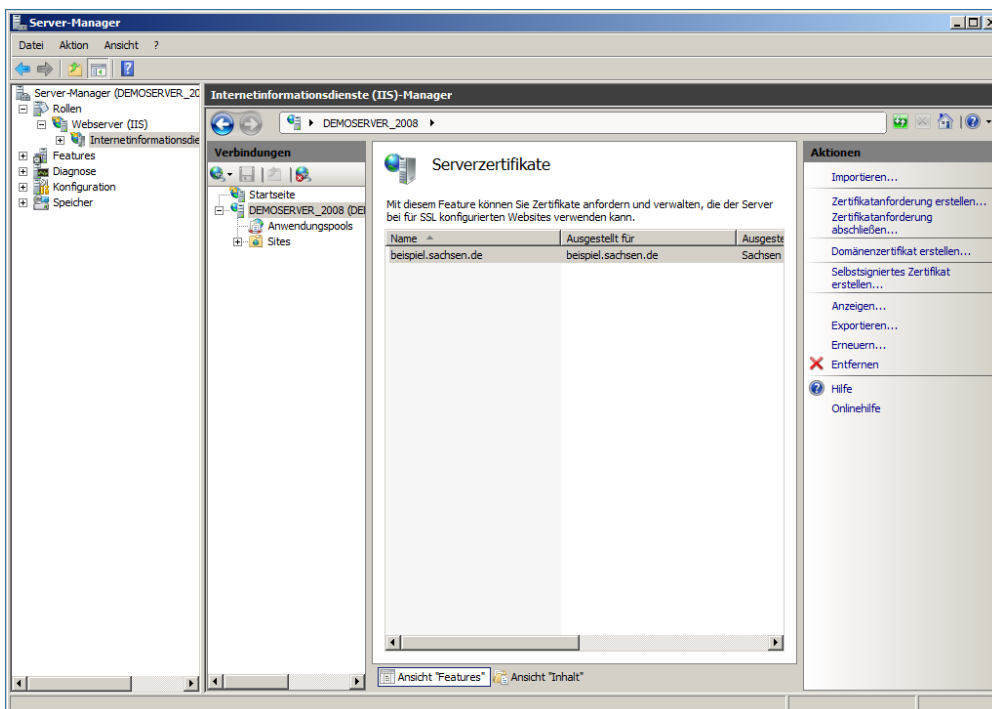 Server-Manager
Datei Aktion Ansicht ?
Server-Manager (DEMOSERVER_20
Rollen
Webserver (IIS)
Internetinformationsdie
Features
Diagnose
Konfiguration
Speicher
Internetinformationsdienste (IIS)-Manager
DEMOSERVER_2008
Verbindungen
Startseite
DEMOSERVER_2008 (DEI
Anwendungspools
Sites
Serverzertifikate
Mit diesem Feature können Sie Zertifikate anfordern und verwalten, die der Server
bei für SSL konfigurierten Websites verwenden kann.
Name Ausgestellt für Ausgeste
beispiel.sachsen.de beispiel.sachsen.de Sachsen
Ansicht "Features" Ansicht "Inhalt"
Aktionen
Importieren...
Zertifikatanforderung erstellen...
Zertifikatanforderung
abschließen...
Domänenzertifikat erstellen...
Selbstsigniertes Zertifikat
erstellen...
Anzeigen...
Exportieren...
Erneuern...
Entfernen
Hilfe
Onlinehilfe